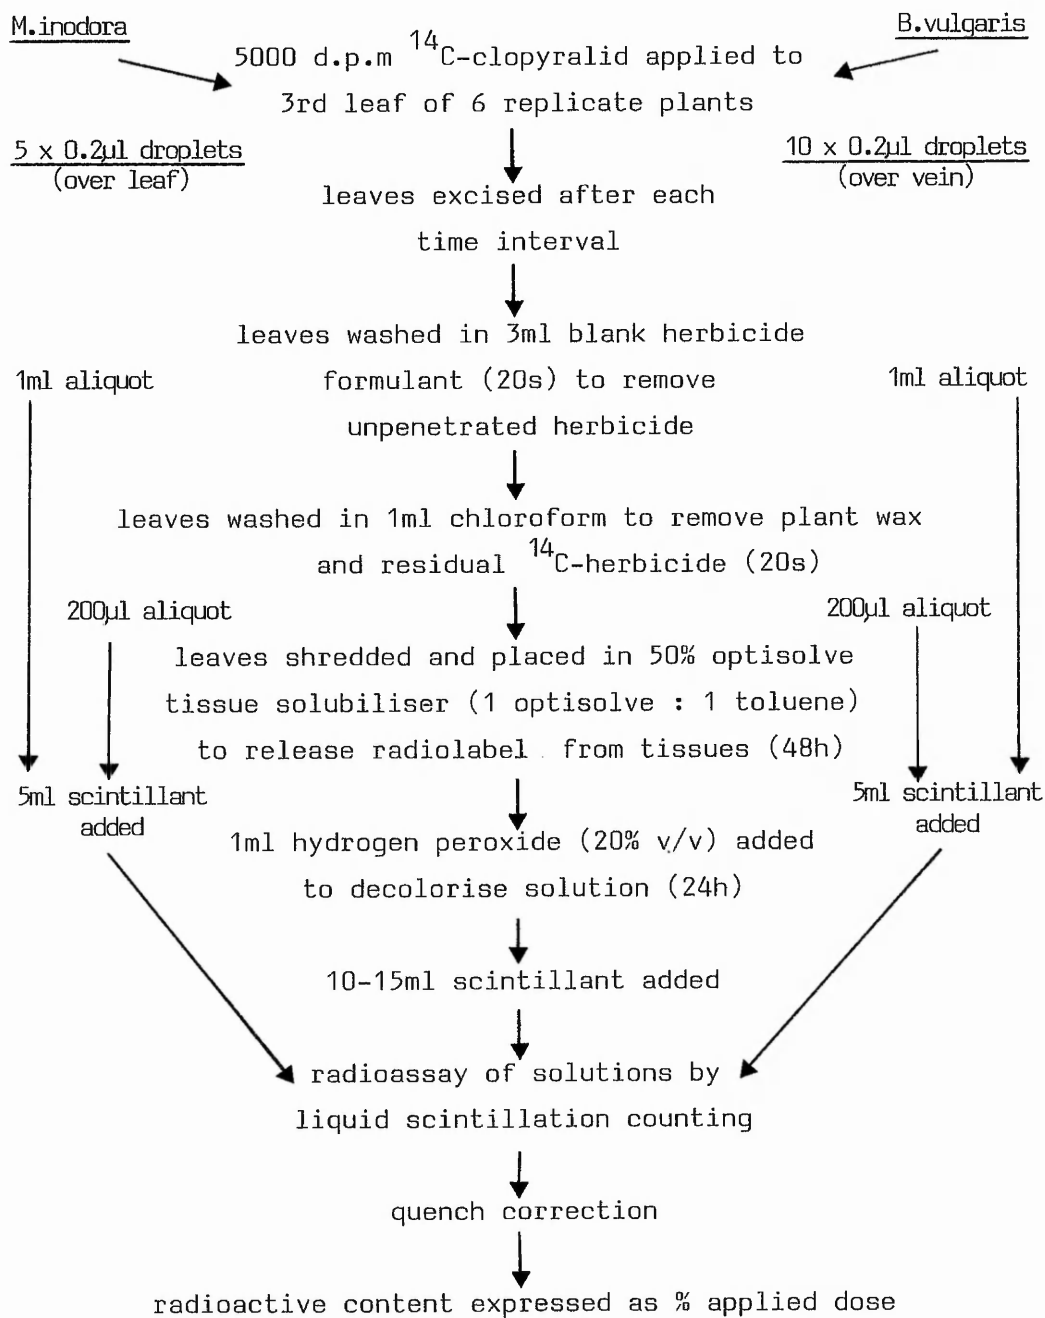 M.inodora
B.vulgaris
5000 d.p.m ¹⁴C-clopyralid applied to
3rd leaf of 6 replicate plants
5 x 0.2µl droplets
(over leaf)
10 x 0.2µl droplets
(over vein)
leaves excised after each
time interval
leaves washed in 3ml blank herbicide
1ml aliquot
formulant (20s) to remove
1ml aliquot
unpenetrated herbicide
leaves washed in 1ml chloroform to remove plant wax
and residual ¹⁴C-herbicide (20s)
200µl aliquot
200µl aliquot
leaves shredded and placed in 50% optisolve
tissue solubiliser (1 optisolve : 1 toluene)
to release radiolabel from tissues (48h)
5ml scintillant
added
5ml scintillant
added
1ml hydrogen peroxide (20% v/v) added
to decolorise solution (24h)
10-15ml scintillant added
radioassay of solutions by
liquid scintillation counting
quench correction
radioactive content expressed as % applied dose